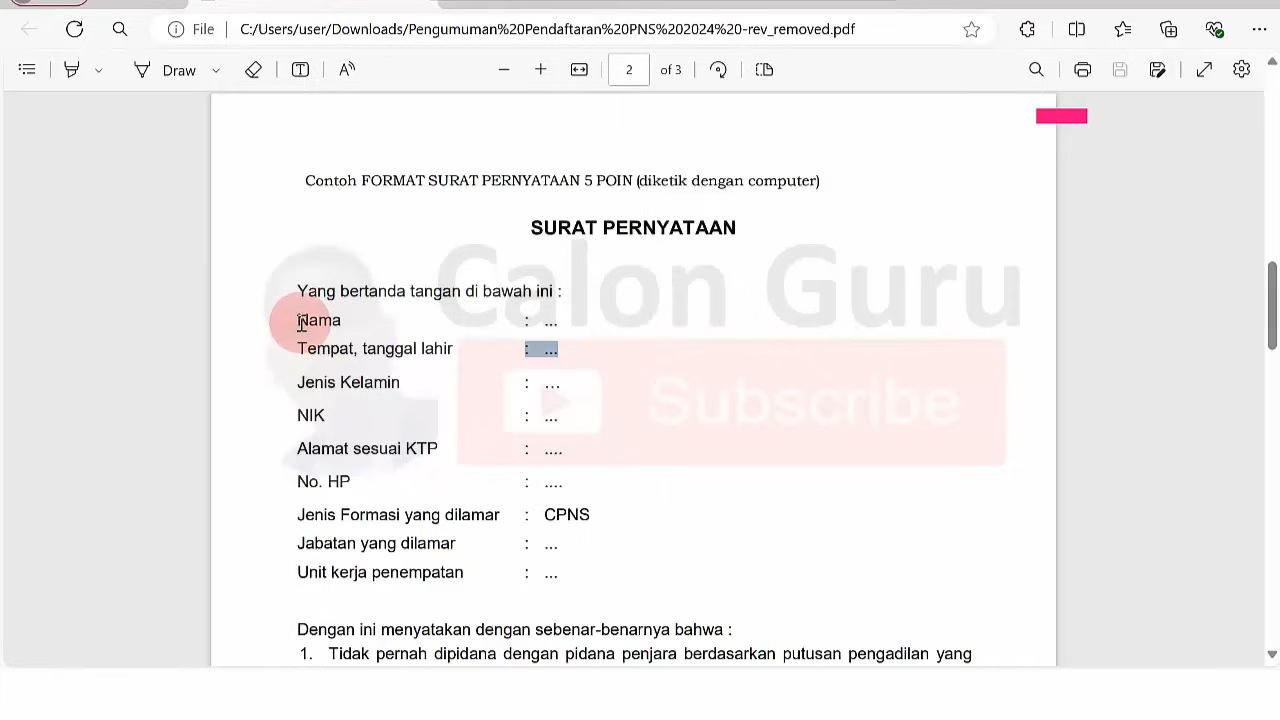 File C:/Users/user/Downloads/Pengumuman%20Pendaftaran%20PNS%202024%20-rev_removed.pdf
Draw 2 of 3
Contoh FORMAT SURAT PERNYATAAN 5 POIN (diketik dengan computer)
SURAT PERNYATAAN
Calon Guru
Subscribe
Yang bertanda tangan di bawah ini :
Nama : ...
Tempat, tanggal lahir : ...
Jenis Kelamin : ...
NIK : ...
Alamat sesuai KTP : ....
No. HP : ....
Jenis Formasi yang dilamar : CPNS
Jabatan yang dilamar : ...
Unit kerja penempatan : ...
Dengan ini menyatakan dengan sebenar-benarnya bahwa :
1. Tidak pernah dipidana dengan pidana penjara berdasarkan putusan pengadilan yang